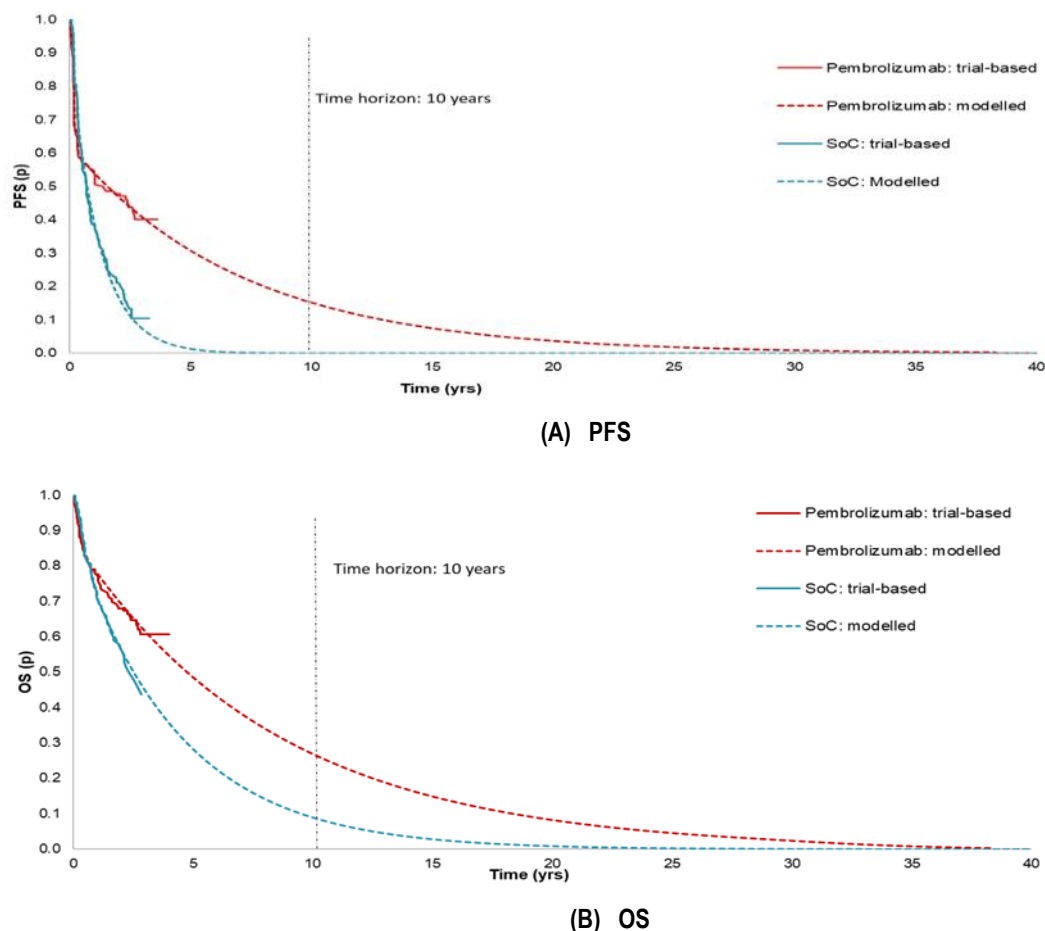 1.0
0.9
0.8
0.7
0.6
0.5
0.4
0.3
0.2
0.1
0.0
PFS (p)
Time horizon: 10 years
Pembrolizumab: trial-based
Pembrolizumab: modelled
SoC: trial-based
SoC: Modelled
0 5 10 15 20 25 30 35 40
Time (yrs)
(A) PFS
1.0
0.9
0.8
0.7
0.6
0.5
0.4
0.3
0.2
0.1
0.0
OS (p)
Time horizon: 10 years
Pembrolizumab: trial-based
Pembrolizumab: modelled
SoC: trial-based
SoC: modelled
0 5 10 15 20 25 30 35 40
Time (yrs)
(B) OS